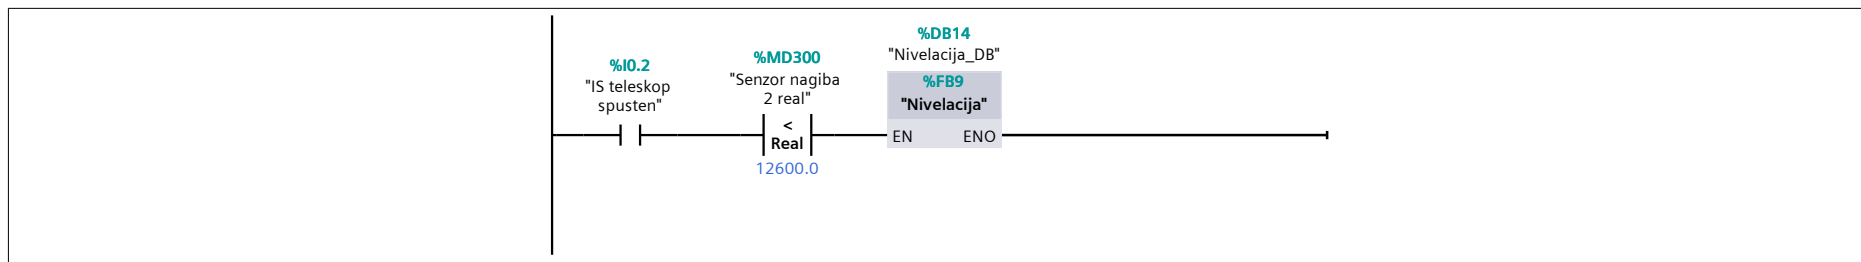 %I0.2
"IS teleskop
spusten"
%MD300
"Senzor nagiba
2 real"
<
Real
12600.0
%DB14
"Nivelacija_DB"
%FB9
"Nivelacija"
EN ENO